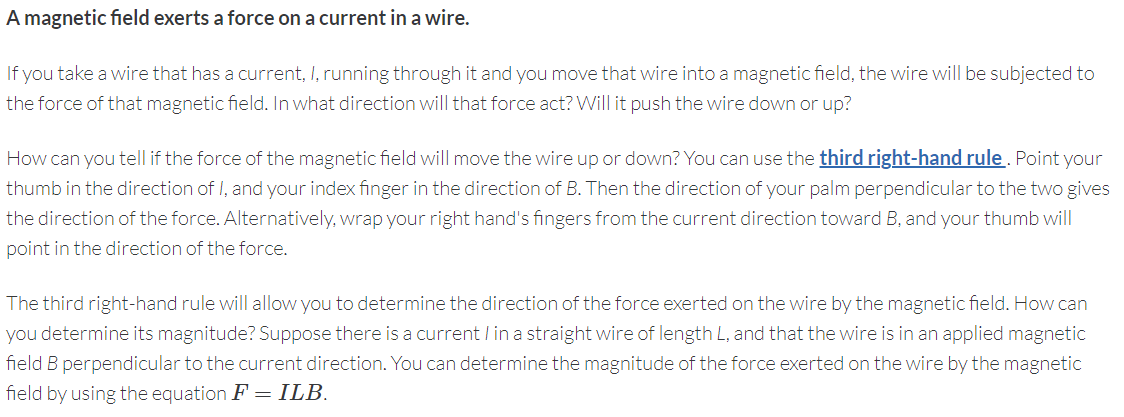 A magnetic field exerts a force on a current in a wire.
If you take a wire that has a current, I, running through it and you move that wire into a magnetic field, the wire will be subjected to
the force of that magnetic field. In what direction will that force act? Will it push the wire down or up?
How can you tell if the force of the magnetic field will move the wire up or down? You can use the third right-hand rule . Point your
thumb in the direction of I, and your index finger in the direction of B. Then the direction of your palm perpendicular to the two gives
the direction of the force. Alternatively, wrap your right hand's fingers from the current direction toward B, and your thumb will
point in the direction of the force.
The third right-hand rule will allow you to determine the direction of the force exerted on the wire by the magnetic field. How can
you determine its magnitude? Suppose there is a current I in a straight wire of length L, and that the wire is in an applied magnetic
field B perpendicular to the current direction. You can determine the magnitude of the force exerted on the wire by the magnetic
field by using the equation F = ILB.